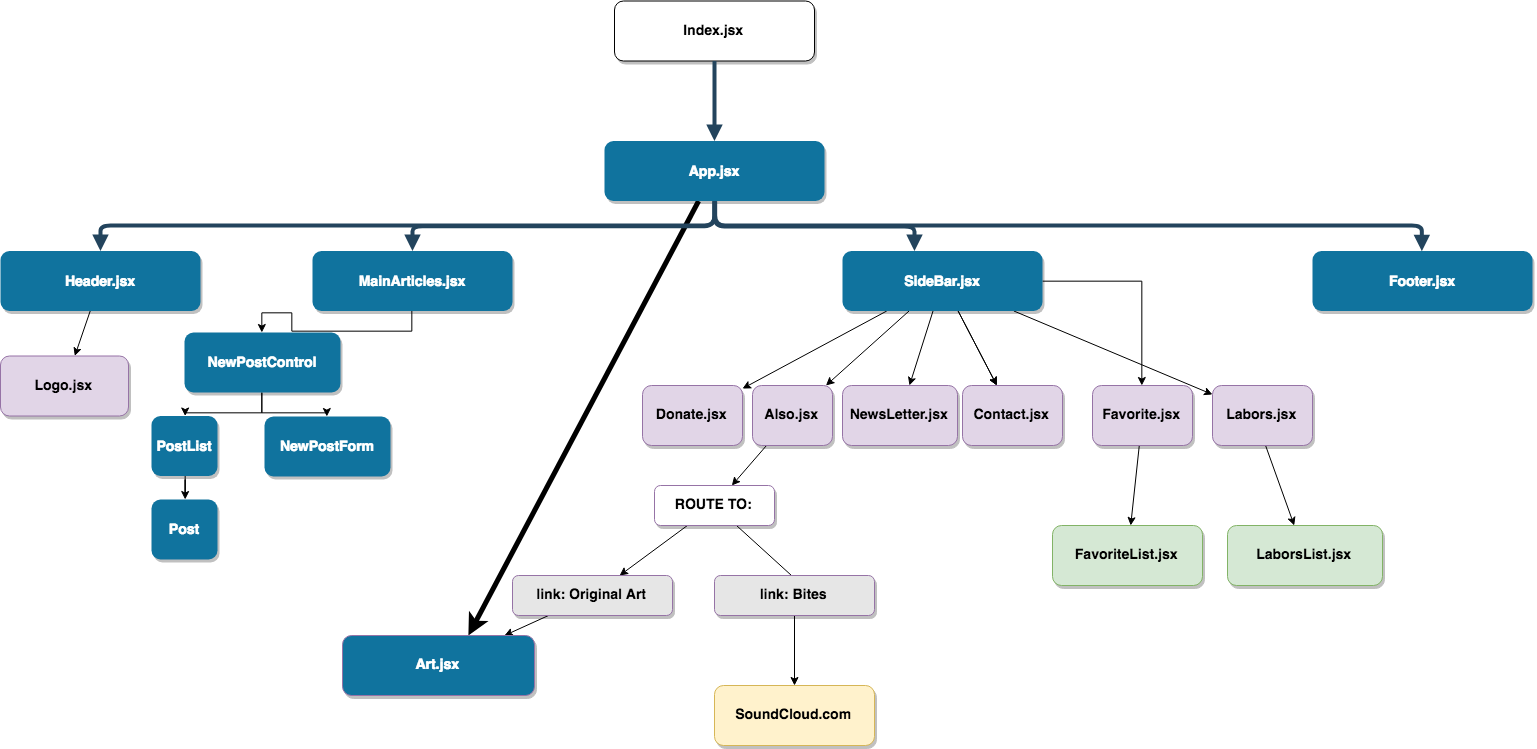 Index.jsx
App.jsx
Header.jsx
MainArticles.jsx
SideBar.jsx
Footer.jsx
NewPostControl
Logo.jsx
Donate.jsx
Also.jsx
NewsLetter.jsx
Contact.jsx
Favorite.jsx
Labors.jsx
PostList
NewPostForm
ROUTE TO:
Post
FavoriteList.jsx
LaborsList.jsx
link: Original Art
link: Bites
Art.jsx
SoundCloud.com